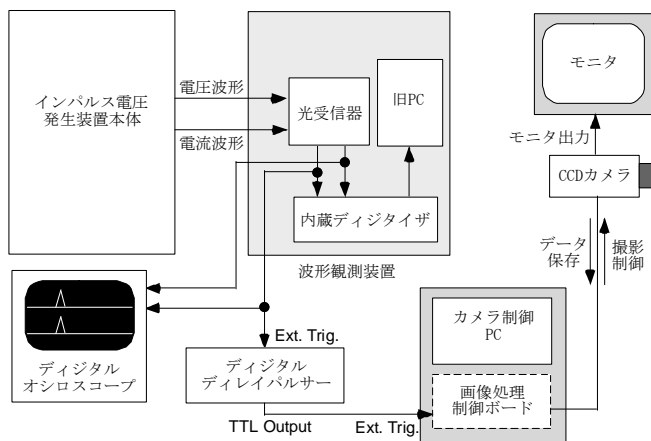 インパルス電圧
発生装置本体
電圧波形
電流波形
光受信器
旧PC
内蔵ディジタイザ
波形観測装置
モニタ
モニタ出力
CCDカメラ
データ
保存
撮影
制御
ディジタル
オシロスコープ
Ext. Trig.
ディジタル
ディレイパルサー
TTL Output
Ext. Trig.
カメラ制御
PC
画像処理
制御ボード